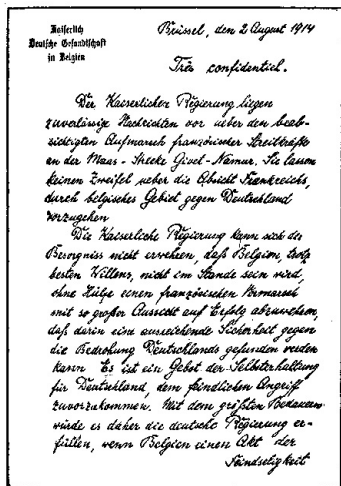 Kaiserlich
Deutsche Gesandtschaft
in Belgien
Brüssel, den 2 August 1914
Très confidentiel.
Der Kaiserlichen Regierung liegen
zuverlässige Nachrichten vor ueber den beab-
sichtigten Aufmarsch französischer Streitkräfte
an der Maas-Strecke Givet-Namur. Sie lassen
keinen Zweifel ueber die Absicht Frankreichs,
durch belgisches Gebiet gegen Deutschland
vorzugehen
Die Kaiserliche Regierung kann sich der
Besorgniss nicht erwehren, daß Belgien, trotz
besten Willens, nicht im Stande sein wird,
ohne Hülfe einen französischen Vormarsch
mit so großer Aussicht auf Erfolg abzuwehren,
daß darin eine ausreichende Sicherheit gegen
die Bedrohung Deutschlands gefunden werden
kann Es ist ein Gebot der Selbsterhaltung
für Deutschland, dem feindlichen Angriff
zuvorzukommen. Mit dem größten Bedauern
würde es daher die deutsche Regierung er-
füllen, wenn Belgien einen Akt der
Feindseligkeit